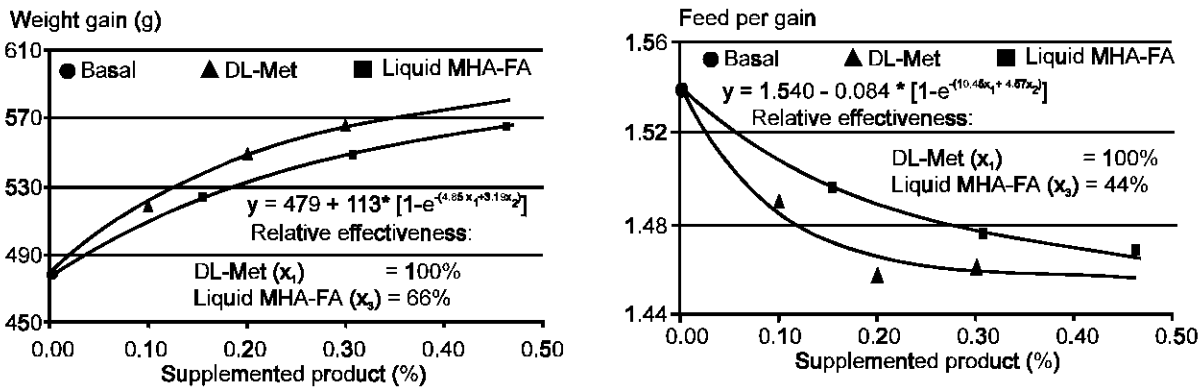 Weight gain (g)
610
Basal
DL-Met
Liquid MHA-FA
570
530
y = 479 + 113* [1-e-(4.85 x1+3.19x2)]
Relative effectiveness:
490
DL-Met (x1) = 100%
Liquid MHA-FA (x3) = 66%
450
0.00 0.10 0.20 0.30 0.40 0.50
Supplemented product (%)
Feed per gain
1.56
Basal
DL-Met
Liquid MHA-FA
y = 1.540 - 0.084 * [1-e-(10.45x1+ 4.57x2)]
Relative effectiveness:
1.52
DL-Met (x1) = 100%
Liquid MHA-FA (x3) = 44%
1.48
1.44
0.00 0.10 0.20 0.30 0.40 0.50
Supplemented product (%)